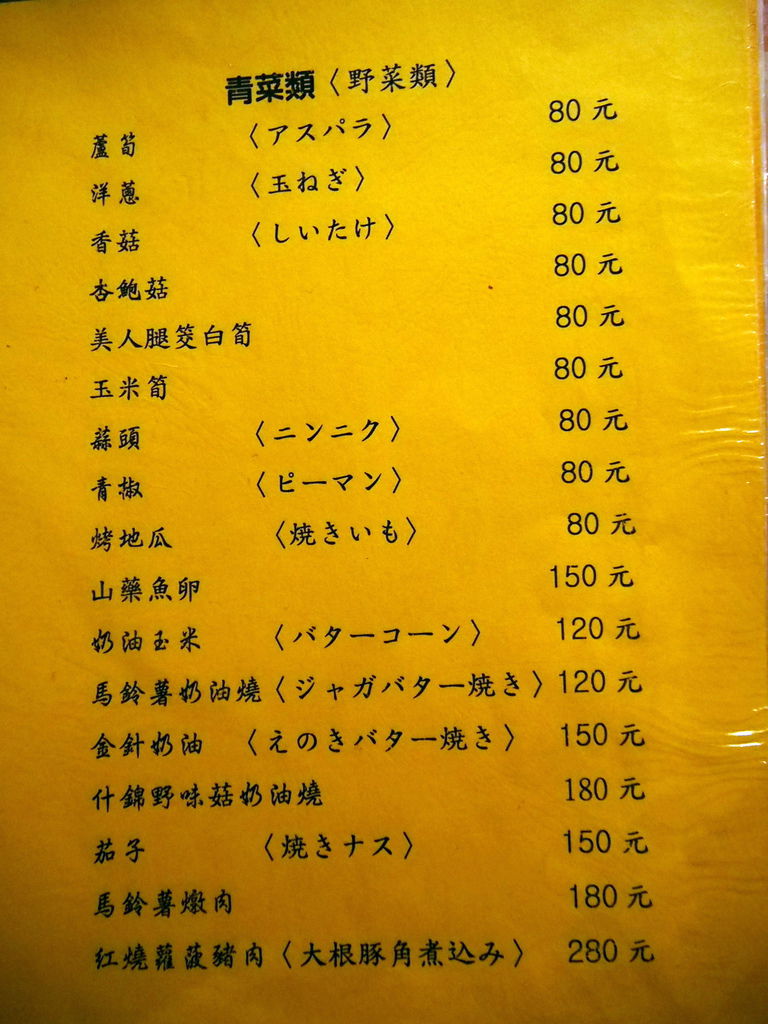 青菜類〈野菜類〉
蘆筍 〈アスパラ〉 80 元
洋蔥 〈玉ねぎ〉 80 元
香菇 〈しいたけ〉 80 元
杏鮑菇 80 元
美人腿筊白筍 80 元
玉米筍 80 元
蒜頭 〈ニンニク〉 80 元
青椒 〈ピーマン〉 80 元
烤地瓜 〈焼きいも〉 80 元
山藥魚卵 150 元
奶油玉米 〈バターコーン〉 120 元
馬鈴薯奶油燒〈ジャガバター焼き〉120 元
金針奶油 〈えのきバター焼き〉 150 元
什錦野味菇奶油燒 180 元
茄子 〈焼きナス〉 150 元
馬鈴薯燉肉 180 元
紅燒蘿菠豬肉〈大根豚角煮込み〉 280 元